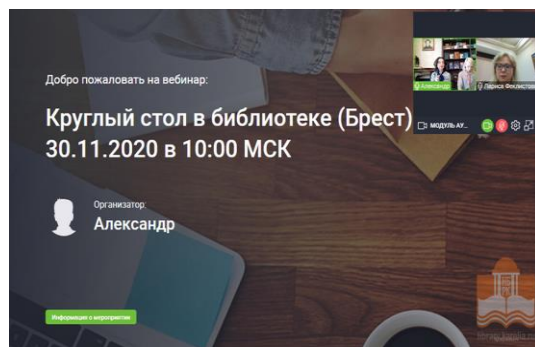 Добро пожаловать на вебинар:
Круглый стол в библиотеке (Брест)
30.11.2020 в 10:00 МСК
Организатор:
Александр
Информация о мероприятии
Александр
Лариса Феклистова
МОДУЛЬ АУ...